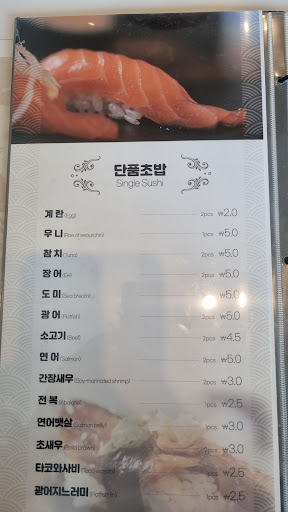 단품초밥
Single Sushi
계 란 (Egg) 2pcs ₩2.0
우 니 (Roe of seaurchin) 1pcs ₩5.0
참 치 (Tuna) 2pcs ₩5.0
장 어 (Eel) 2pcs ₩5.0
도 미 (Sea bream) ₩5.0
광 어 (Flatfish) ₩5.0
소고기 (Beef) 2pcs ₩4.5
연 어 (Salmon) 2pcs ₩5.0
간장새우 (Soy-marinated shrimp) 2pcs ₩3.0
전 복 (Abalone) 1pcs ₩2.5
연어뱃살 (Salmon belly) 1pcs ₩3.0
초새우 2pcs ₩3.0
타코와사비 1pcs ₩2.5
광어지느러미 1pcs ₩2.5